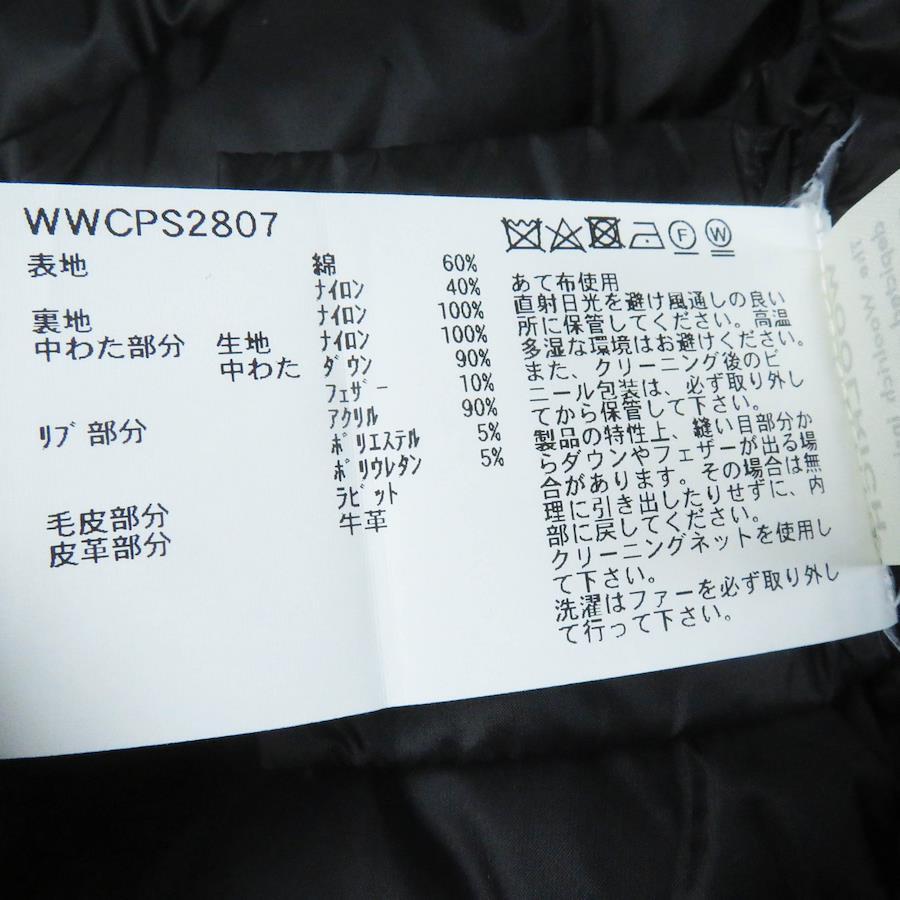 WWCPS2807
表地 綿 60%
ﾅｲﾛﾝ 40%
裏地 ﾅｲﾛﾝ 100%
中わた部分 生地 ﾅｲﾛﾝ 100%
中わた ﾀﾞｳﾝ 90%
ﾌｪｻﾞｰ 10%
ﾘﾌﾞ部分 ｱｸﾘﾙ 90%
ﾎﾟﾘｴｽﾃﾙ 5%
ﾎﾟﾘｳﾚﾀﾝ 5%
毛皮部分 ﾗﾋﾞｯﾄ
皮革部分 牛革
F W
あて布使用
直射日光を避け風通しの良い
所に保管してください。高温
多湿な環境はお避けください。
また、クリーニング後のビ
ニール包装は、必ず取り外し
てから保管して下さい。
製品の特性上、縫い目部分か
らダウンやフェザーが出る場
合があります。その場合は無
理に引き出したりせずに、内
部に戻してください。
クリーニングネットを使用し
て下さい。
洗濯はファーを必ず取り外し
て行って下さい。
WOOLRICH